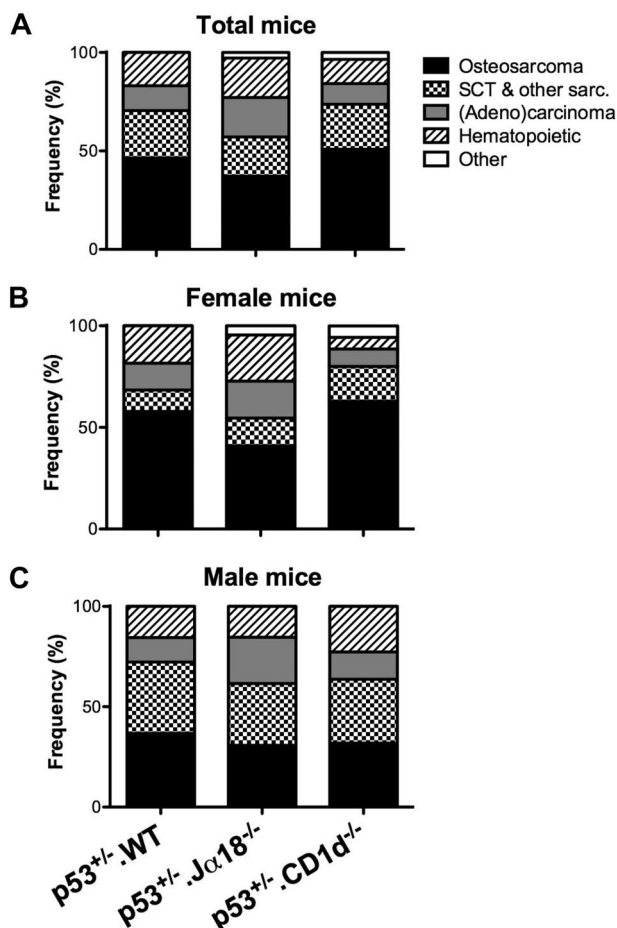 A
Total mice
Frequency (%)
100
50
0
Osteosarcoma
SCT & other sarc.
(Adeno)carcinoma
Hematopoietic
Other
B
Female mice
Frequency (%)
100
50
0
C
Male mice
Frequency (%)
100
50
0
p53+/-.WT
p53+/-.Jα18-/-
p53+/-.CD1d-/-